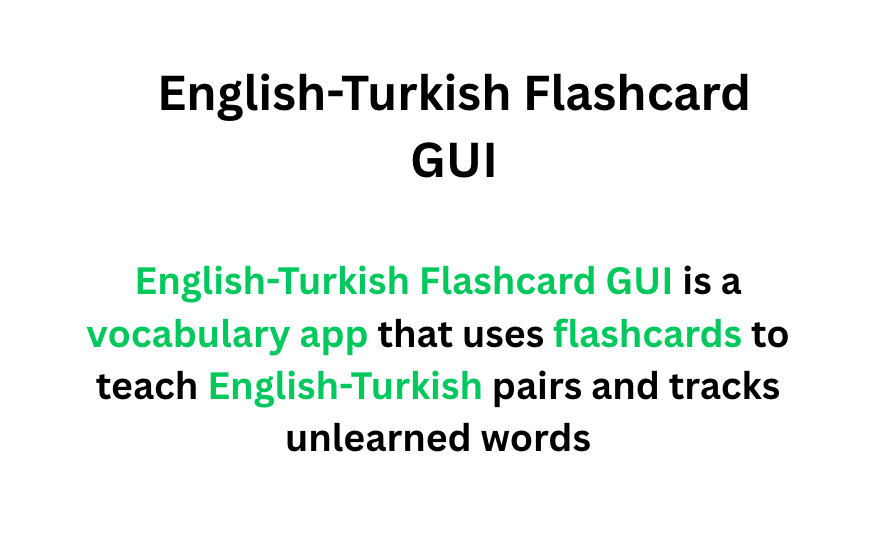 English-Turkish Flashcard
GUI
English-Turkish Flashcard GUI is a
vocabulary app that uses flashcards to
teach English-Turkish pairs and tracks
unlearned words